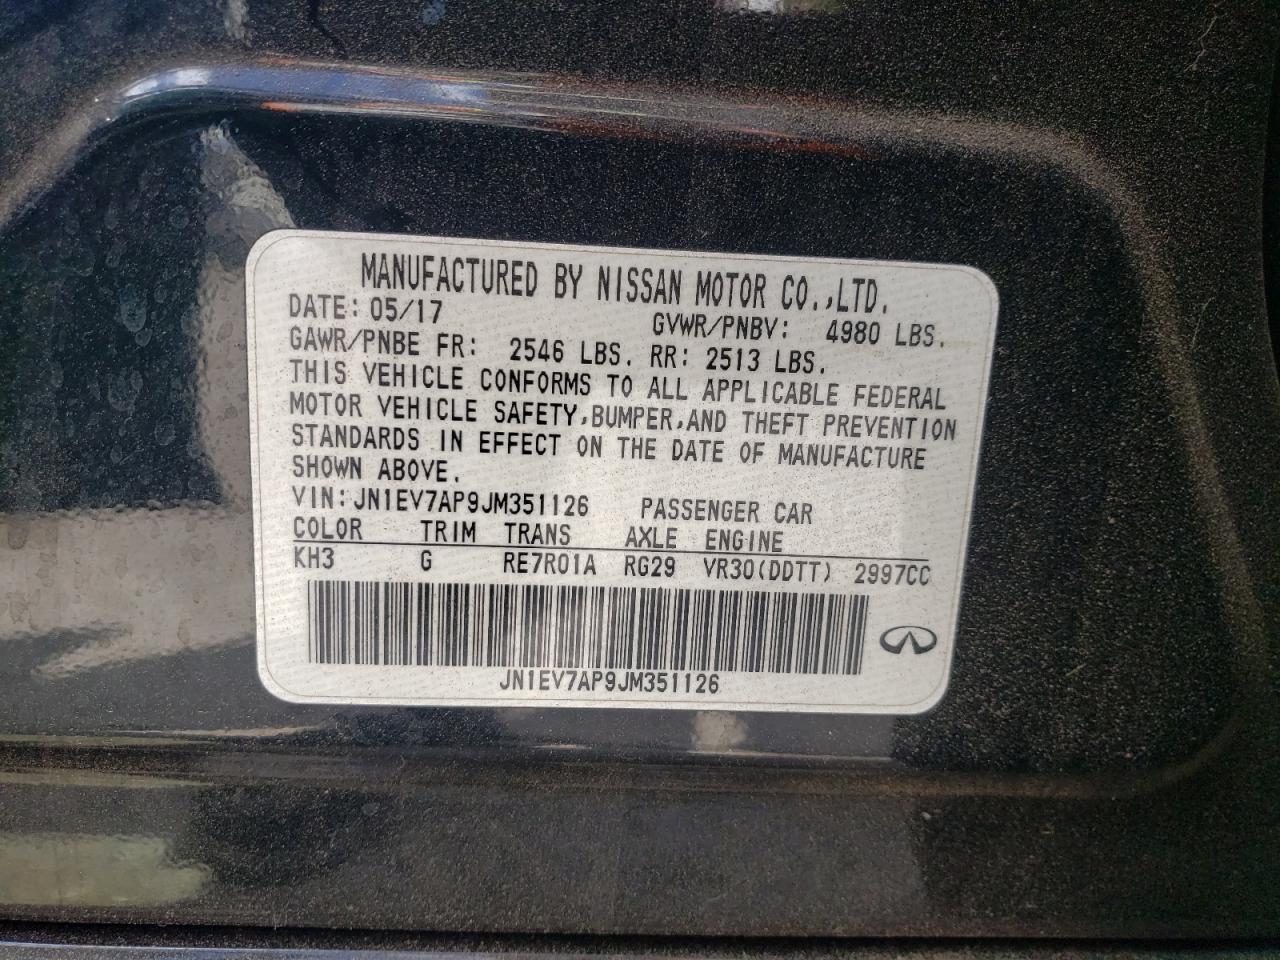 MANUFACTURED BY NISSAN MOTOR CO.,LTD.
DATE: 05/17 GVWR/PNBV: 4980 LBS.
GAWR/PNBE FR: 2546 LBS. RR: 2513 LBS.
THIS VEHICLE CONFORMS TO ALL APPLICABLE FEDERAL
MOTOR VEHICLE SAFETY,BUMPER,AND THEFT PREVENTION
STANDARDS IN EFFECT ON THE DATE OF MANUFACTURE
SHOWN ABOVE.
VIN: JN1EV7AP9JM351126 PASSENGER CAR
COLOR TRIM TRANS AXLE ENGINE
KH3 G RE7R01A RG29 VR30(DDTT) 2997CC
JN1EV7AP9JM351126